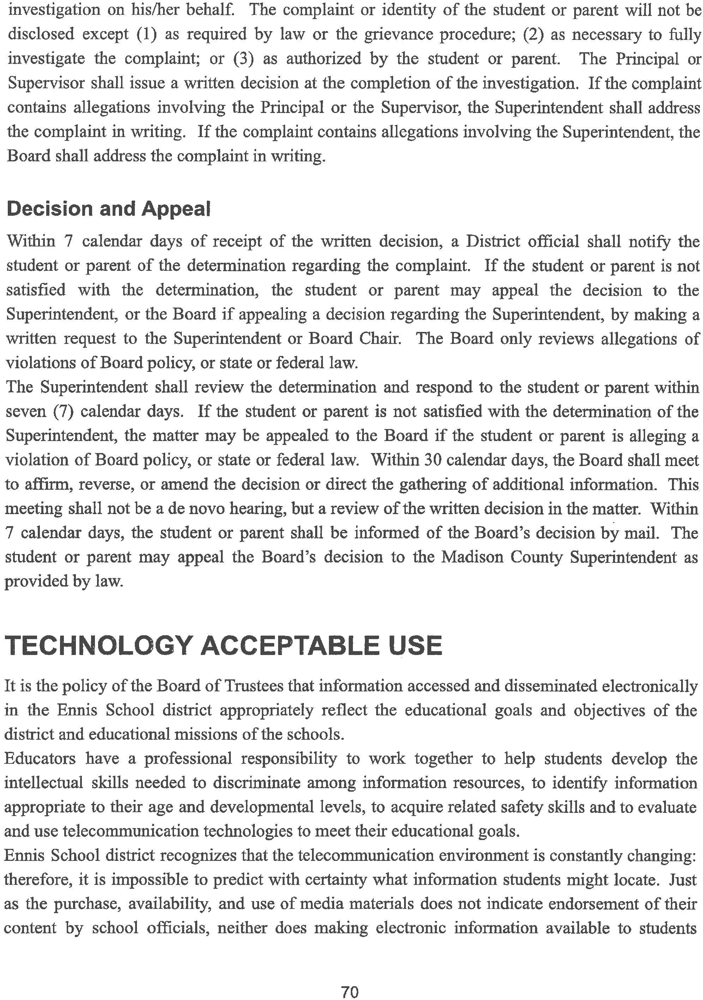 investigation on his/her behalf. The complaint or identity of the student or parent will not be
disclosed except (1) as required by law or the grievance procedure; (2) as necessary to fully
investigate the complaint; or (3) as authorized by the student or parent. The Principal or
Supervisor shall issue a written decision at the completion of the investigation. If the complaint
contains allegations involving the Principal or the Supervisor, the Superintendent shall address
the complaint in writing. If the complaint contains allegations involving the Superintendent, the
Board shall address the complaint in writing.
Decision and Appeal
Within 7 calendar days of receipt of the written decision, a District official shall notify the
student or parent of the determination regarding the complaint. If the student or parent is not
satisfied with the determination, the student or parent may appeal the decision to the
Superintendent, or the Board if appealing a decision regarding the Superintendent, by making a
written request to the Superintendent or Board Chair. The Board only reviews allegations of
violations of Board policy, or state or federal law.
The Superintendent shall review the determination and respond to the student or parent within
seven (7) calendar days. If the student or parent is not satisfied with the determination of the
Superintendent, the matter may be appealed to the Board if the student or parent is alleging a
violation of Board policy, or state or federal law. Within 30 calendar days, the Board shall meet
to affirm, reverse, or amend the decision or direct the gathering of additional information. This
meeting shall not be a de novo hearing, but a review of the written decision in the matter. Within
7 calendar days, the student or parent shall be informed of the Board's decision by mail. The
student or parent may appeal the Board's decision to the Madison County Superintendent as
provided by law.
TECHNOLOGY ACCEPTABLE USE
It is the policy of the Board of Trustees that information accessed and disseminated electronically
in the Ennis School district appropriately reflect the educational goals and objectives of the
district and educational missions of the schools.
Educators have a professional responsibility to work together to help students develop the
intellectual skills needed to discriminate among information resources, to identify information
appropriate to their age and developmental levels, to acquire related safety skills and to evaluate
and use telecommunication technologies to meet their educational goals.
Ennis School district recognizes that the telecommunication environment is constantly changing:
therefore, it is impossible to predict with certainty what information students might locate. Just
as the purchase, availability, and use of media materials does not indicate endorsement of their
content by school officials, neither does making electronic information available to students
70